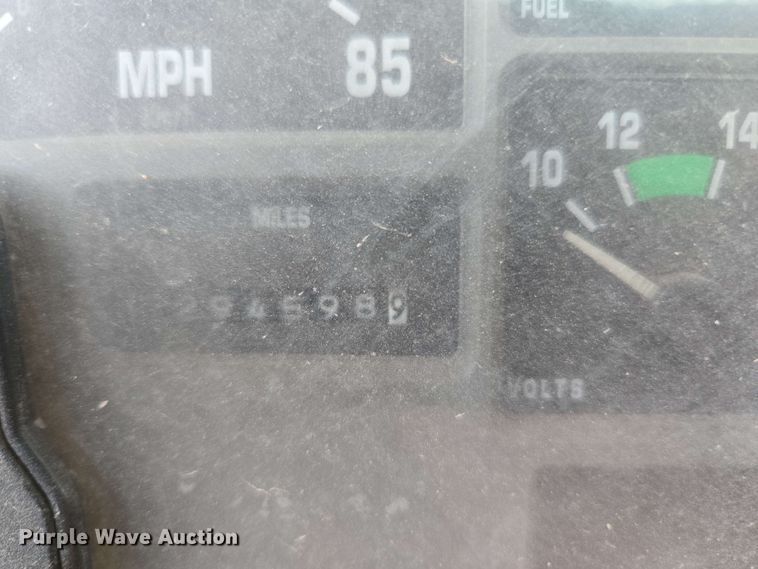 FUEL
MPH
85
10 12 14
MILES
VOLTS
Purple Wave Auction